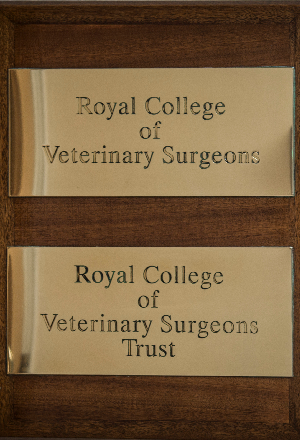 Royal College
of
Veterinary Surgeons
Royal College
of
Veterinary Surgeons
Trust